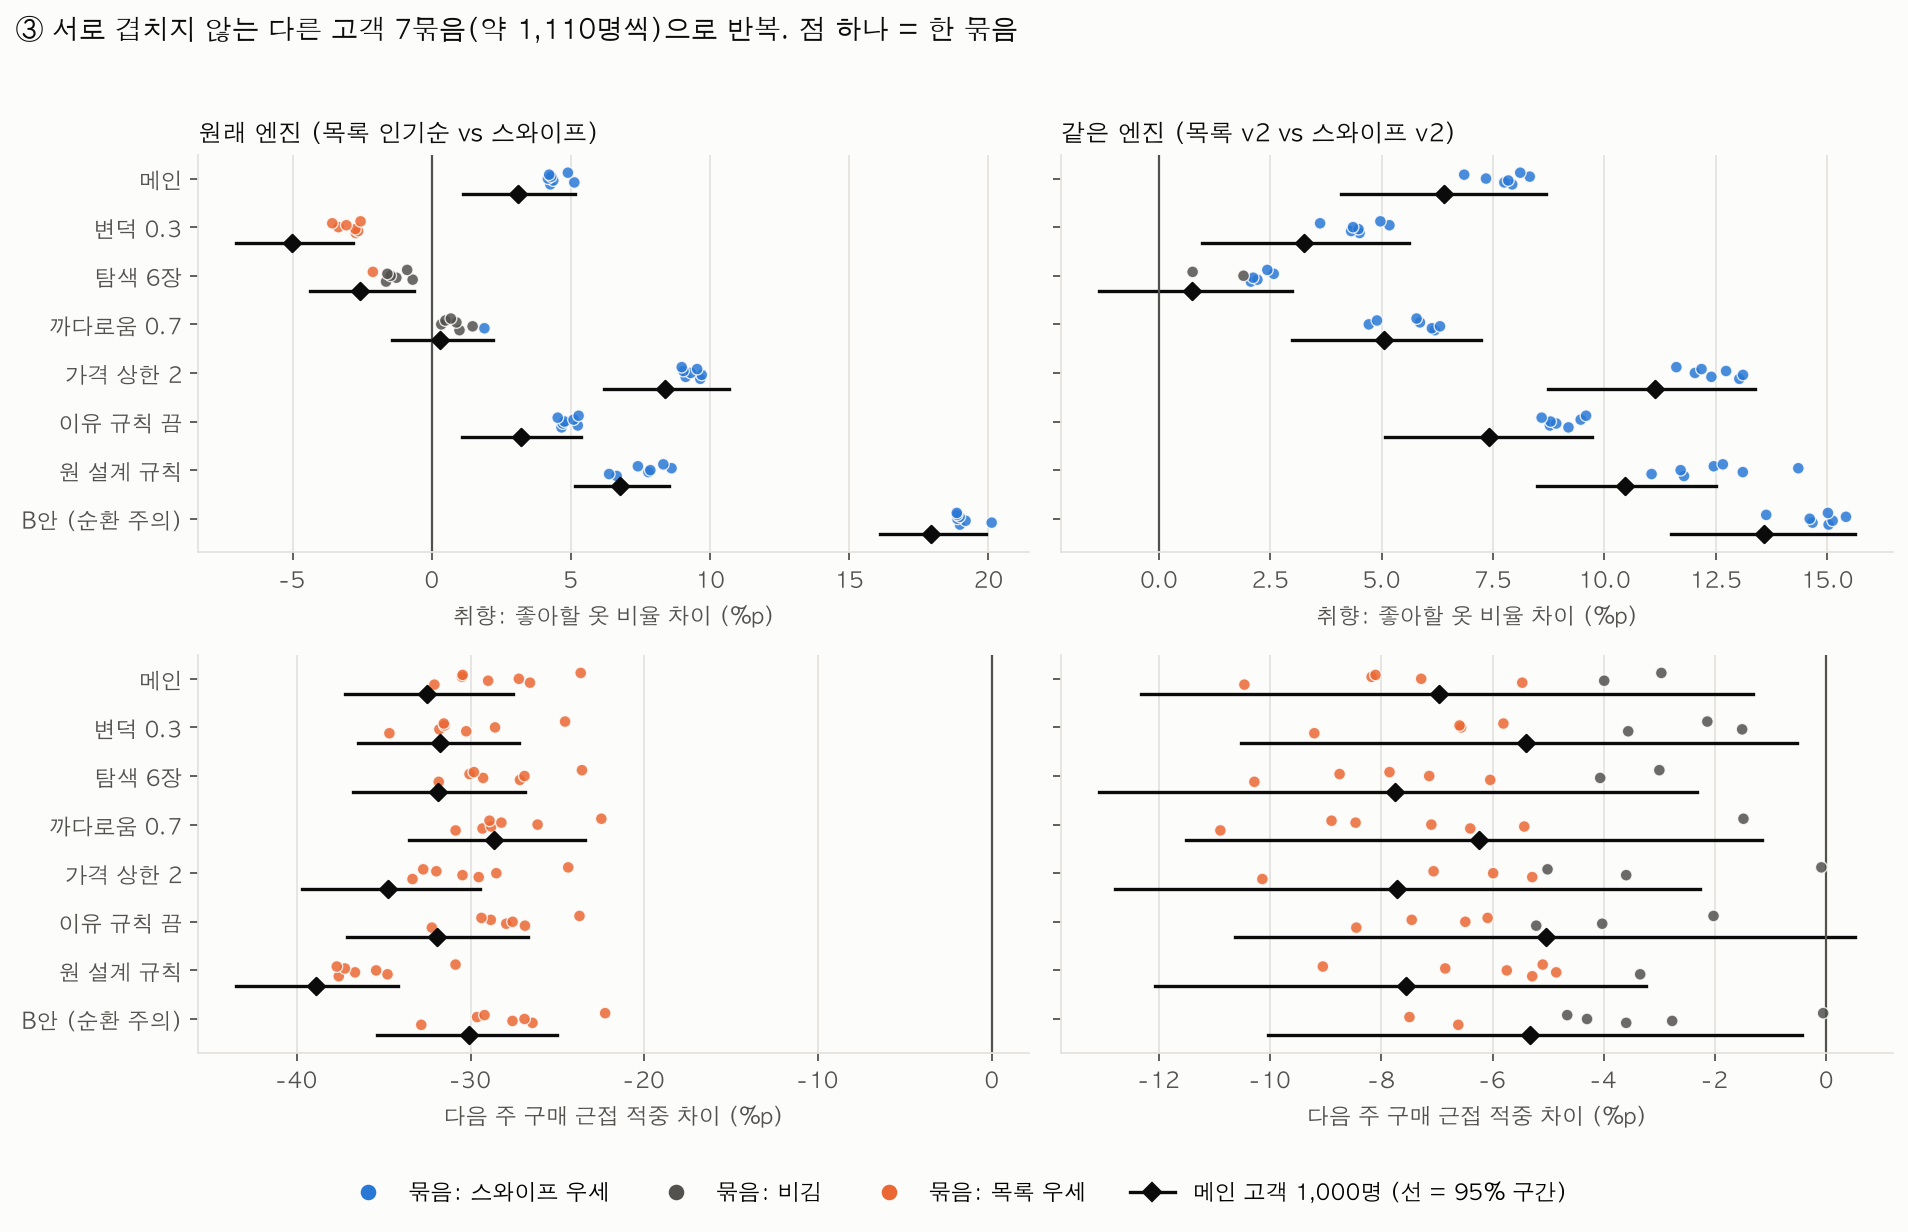 ③ 서로 겹치지 않는 다른 고객 7묶음(약 1,110명씩)으로 반복. 점 하나 = 한 묶음
원래 엔진 (목록 인기순 vs 스와이프)
메인
변덕 0.3
탐색 6장
까다로움 0.7
가격 상한 2
이유 규칙 끔
원 설계 규칙
B안 (순환 주의)
-5 0 5 10 15 20
취향: 좋아할 옷 비율 차이 (%p)
같은 엔진 (목록 v2 vs 스와이프 v2)
0.0 2.5 5.0 7.5 10.0 12.5 15.0
취향: 좋아할 옷 비율 차이 (%p)
메인
변덕 0.3
탐색 6장
까다로움 0.7
가격 상한 2
이유 규칙 끔
원 설계 규칙
B안 (순환 주의)
-40 -30 -20 -10 0
다음 주 구매 근접 적중 차이 (%p)
-12 -10 -8 -6 -4 -2 0
다음 주 구매 근접 적중 차이 (%p)
묶음: 스와이프 우세 묶음: 비김 묶음: 목록 우세 메인 고객 1,000명 (선 = 95% 구간)